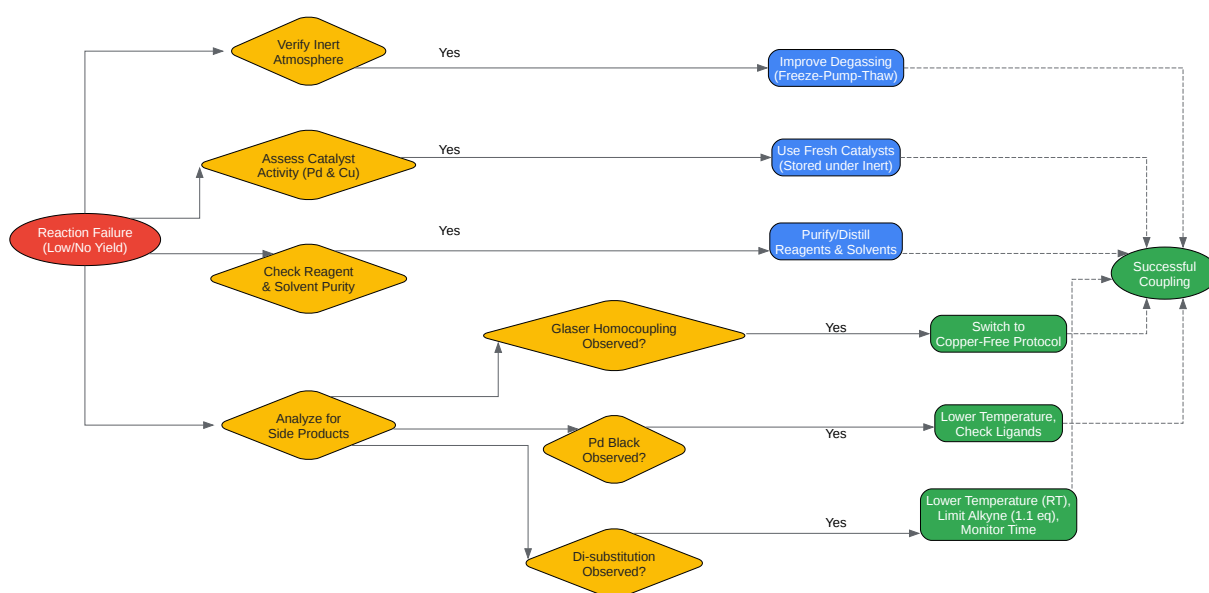 Verify Inert
Atmosphere
Yes
Improve Degassing
(Freeze-Pump-Thaw)
Assess Catalyst
Activity (Pd & Cu)
Yes
Use Fresh Catalysts
(Stored under Inert)
Reaction Failure
(Low/No Yield)
Yes
Purify/Distill
Reagents & Solvents
Check Reagent
& Solvent Purity
Successful
Coupling
Glaser Homocoupling
Observed?
Yes
Switch to
Copper-Free Protocol
Analyze for
Side Products
Pd Black
Observed?
Yes
Lower Temperature,
Check Ligands
Di-substitution
Observed?
Yes
Lower Temperature (RT),
Limit Alkyne (1.1 eq),
Monitor Time